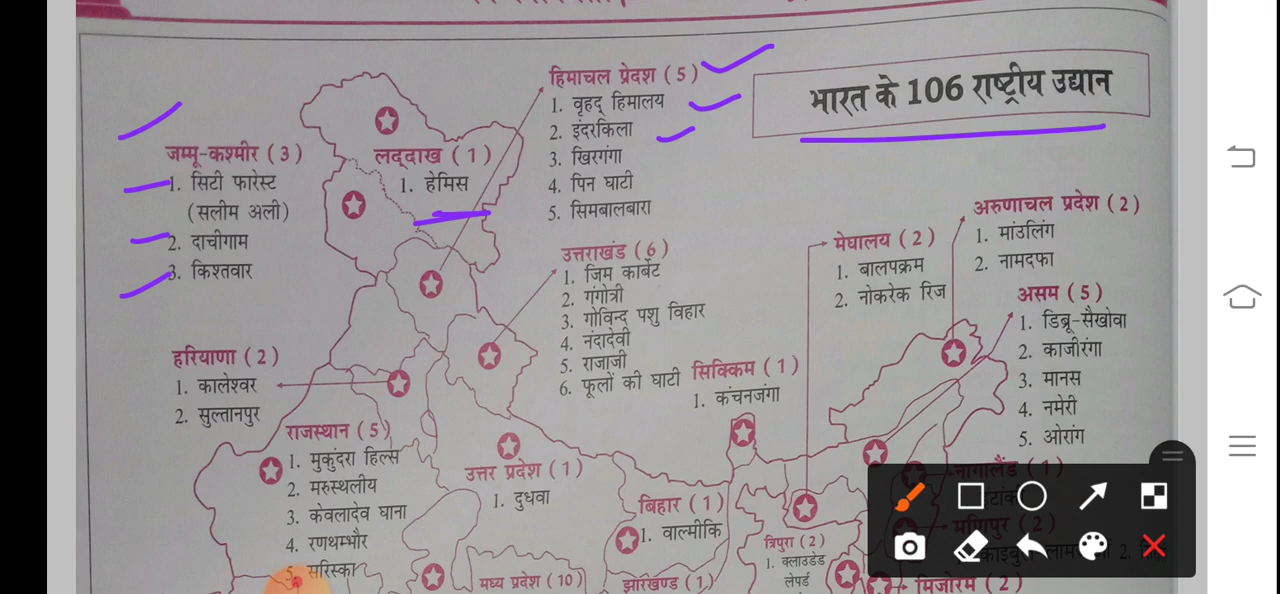 भारत के 106 राष्ट्रीय उद्यान
हिमाचल प्रेदश (5)
1. वृहद् हिमालय
2. इंदरकिला
3. खिरगंगा
4. पिन घाटी
5. सिमबालबारा
जम्मू-कश्मीर (3)
1. सिटी फारेस्ट
(सलीम अली)
2. दाचीगाम
3. किश्तवार
लद्दाख (1)
1. हेमिस
उत्तराखंड (6)
1. जिम कार्बेट
2. गंगोत्री
3. गोविन्द पशु विहार
4. नंदादेवी
5. राजाजी
6. फूलों की घाटी
मेघालय (2)
1. बालपक्रम
2. नोकरेक रिज
अरुणाचल प्रदेश (2)
1. मांउलिंग
2. नामदफा
असम (5)
1. डिब्रू-सैखोवा
2. काजीरंगा
3. मानस
4. नमेरी
5. ओरांग
हरियाणा (2)
1. कालेश्वर
2. सुल्तानपुर
सिक्किम (1)
1. कंचनजंगा
राजस्थान (5)
1. मुकुंदरा हिल्स
2. मरुस्थलीय
3. केवलादेव घाना
4. रणथम्भौर
5. सरिस्का
उत्तर प्रदेश (1)
1. दुधवा
बिहार (1)
1. वाल्मीकि
मध्य प्रदेश (10)
झारखण्ड (1)
त्रिपुरा (2)
1. क्लाउडेड
लेपर्ड
नागालैंड (1)
मणिपुर (2)
2.
मिजोरम (2)